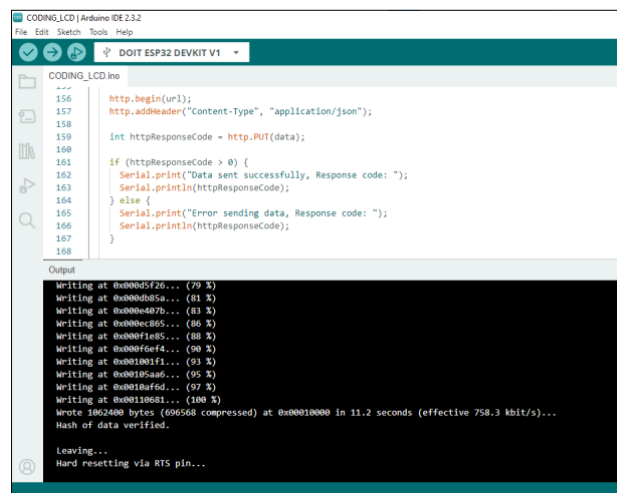 CODING_LCD | Arduino IDE 2.3.2
File Edit Sketch Tools Help
DOIT ESP32 DEVKIT V1
CODING_LCD.ino
156 http.begin(url);
157 http.addHeader("Content-Type", "application/json");
158
159 int httpResponseCode = http.PUT(data);
160
161 if (httpResponseCode > 0) {
162 Serial.print("Data sent successfully, Response code: ");
163 Serial.println(httpResponseCode);
164 } else {
165 Serial.print("Error sending data, Response code: ");
166 Serial.println(httpResponseCode);
167 }
168
Output
Writing at 0x000d5f26... (79 %)
Writing at 0x000db85a... (81 %)
Writing at 0x000e407b... (83 %)
Writing at 0x000ec865... (86 %)
Writing at 0x000f1e85... (88 %)
Writing at 0x000f6ef4... (90 %)
Writing at 0x001001f1... (93 %)
Writing at 0x00105aa6... (95 %)
Writing at 0x0010af6d... (97 %)
Writing at 0x00110681... (100 %)
Wrote 1062400 bytes (696568 compressed) at 0x00010000 in 11.2 seconds (effective 758.3 kbit/s)...
Hash of data verified.
Leaving...
Hard resetting via RTS pin...